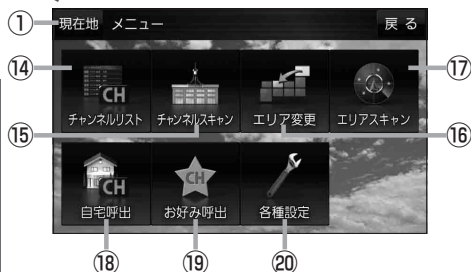 ① 現在地 メニュー 戻る
⑭ ⑰
CH CH
チャンネルリスト チャンネルスキャン エリア変更 エリアスキャン
⑮ ⑯
CH CH
自宅呼出 お好み呼出 各種設定
⑱ ⑲ ⑳